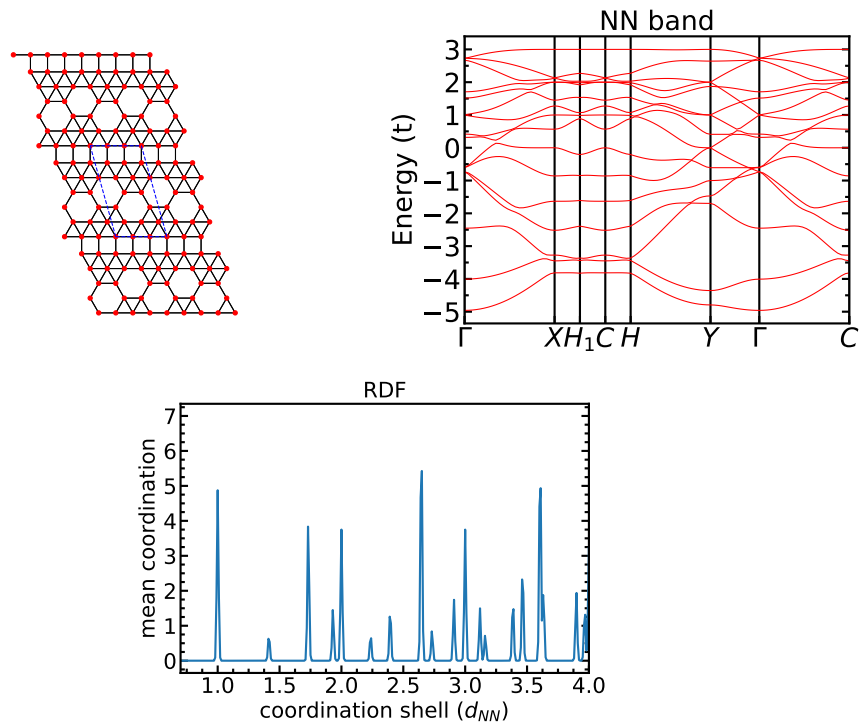 NN band
Energy (t)
3
2
1
0
−1
−2
−3
−4
−5
Γ X H₁ C H Y Γ C
RDF
mean coordination
7
6
5
4
3
2
1
0
1.0 1.5 2.0 2.5 3.0 3.5 4.0
coordination shell (d_NN)